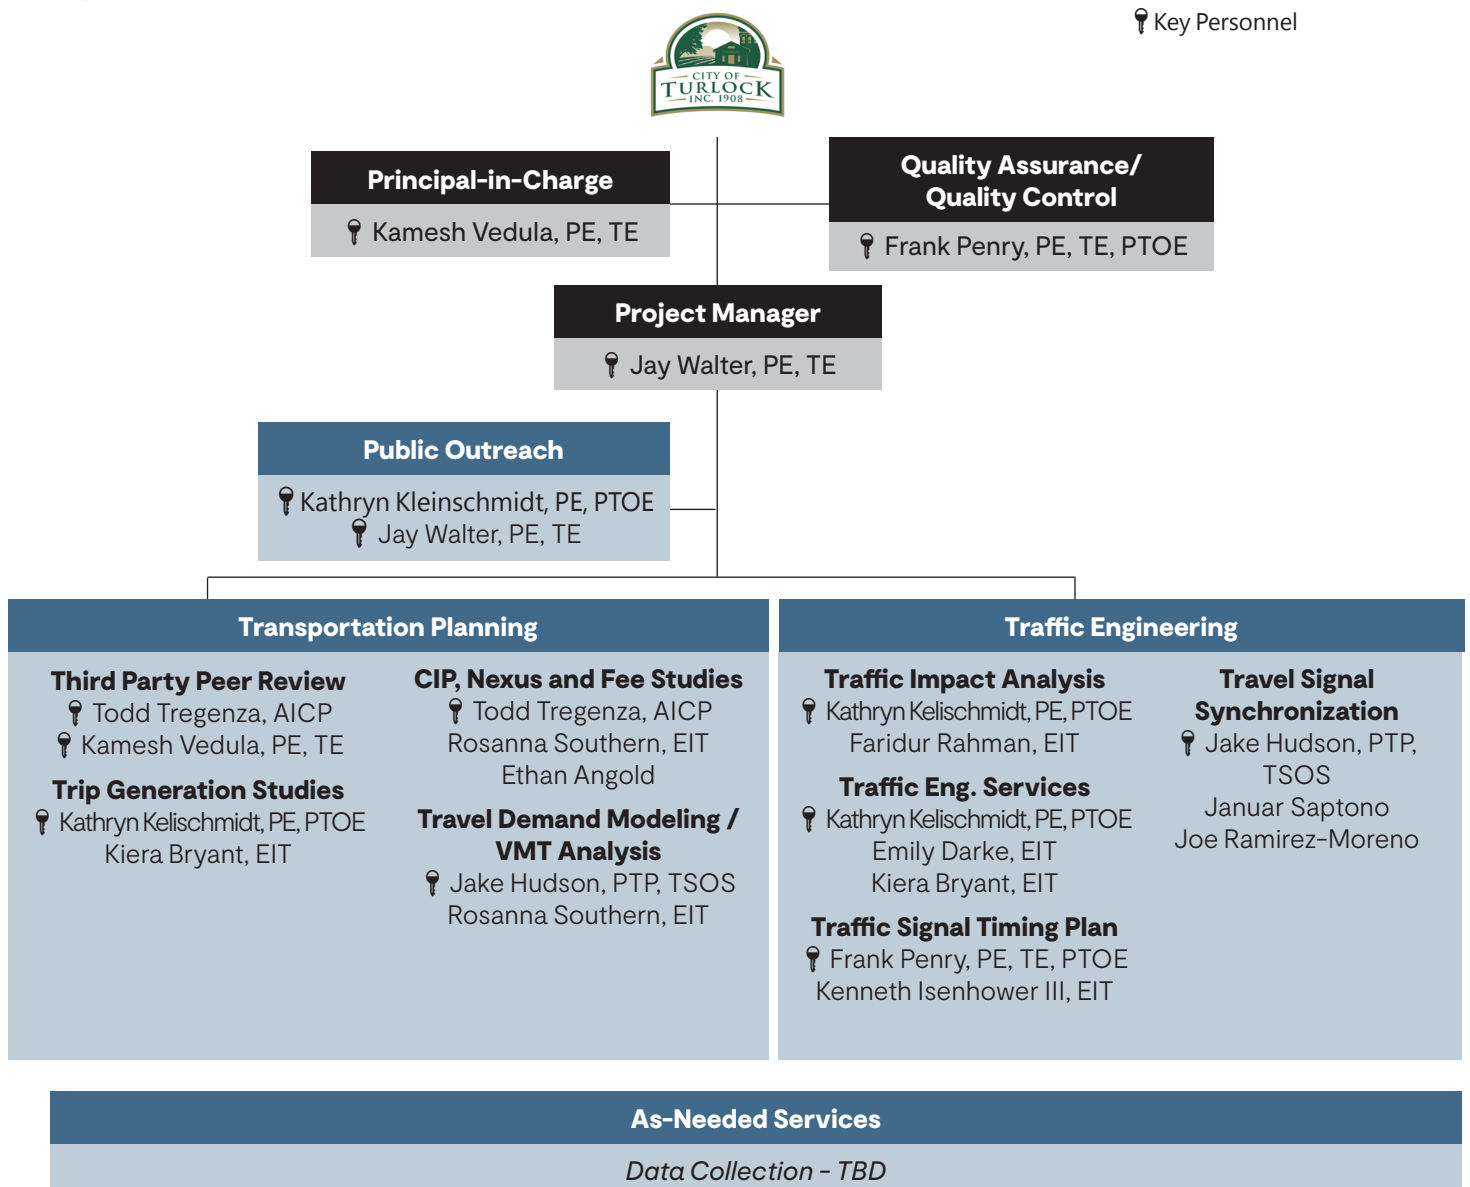 Key Personnel
CITY OF
TURLOCK
INC. 1908
Principal-in-Charge
Kamesh Vedula, PE, TE
Quality Assurance/
Quality Control
Frank Penry, PE, TE, PTOE
Project Manager
Jay Walter, PE, TE
Public Outreach
Kathryn Kleinschmidt, PE, PTOE
Jay Walter, PE, TE
Transportation Planning
Third Party Peer Review
Todd Tregenza, AICP
Kamesh Vedula, PE, TE
Trip Generation Studies
Kathryn Kelischmidt, PE, PTOE
Kiera Bryant, EIT
CIP, Nexus and Fee Studies
Todd Tregenza, AICP
Rosanna Southern, EIT
Ethan Angold
Travel Demand Modeling /
VMT Analysis
Jake Hudson, PTP, TSOS
Rosanna Southern, EIT
Traffic Engineering
Traffic Impact Analysis
Kathryn Kelischmidt, PE, PTOE
Faridur Rahman, EIT
Traffic Eng. Services
Kathryn Kelischmidt, PE, PTOE
Emily Darke, EIT
Kiera Bryant, EIT
Traffic Signal Timing Plan
Frank Penry, PE, TE, PTOE
Kenneth Isenhower III, EIT
Travel Signal
Synchronization
Jake Hudson, PTP,
TSOS
Januar Saptono
Joe Ramirez-Moreno
As-Needed Services
Data Collection - TBD